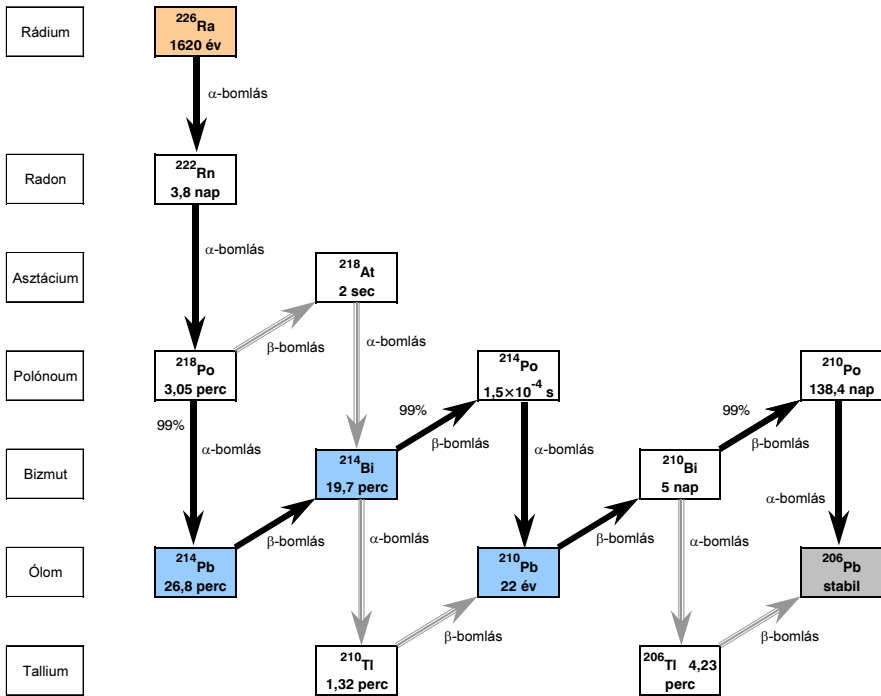 Rádium
²²⁶Ra
1620 év
α-bomlás
Radon
²²²Rn
3,8 nap
α-bomlás
Asztácium
²¹⁸At
2 sec
β-bomlás
α-bomlás
Polónoum
²¹⁸Po
3,05 perc
²¹⁴Po
1,5×10⁻⁴ s
²¹⁰Po
138,4 nap
99%
α-bomlás
99%
β-bomlás
α-bomlás
99%
β-bomlás
α-bomlás
Bizmut
²¹⁴Bi
19,7 perc
²¹⁰Bi
5 nap
β-bomlás
α-bomlás
β-bomlás
α-bomlás
Ólom
²¹⁴Pb
26,8 perc
²¹⁰Pb
22 év
²⁰⁶Pb
stabil
β-bomlás
β-bomlás
Tallium
²¹⁰Tl
1,32 perc
²⁰⁶Tl 4,23
perc